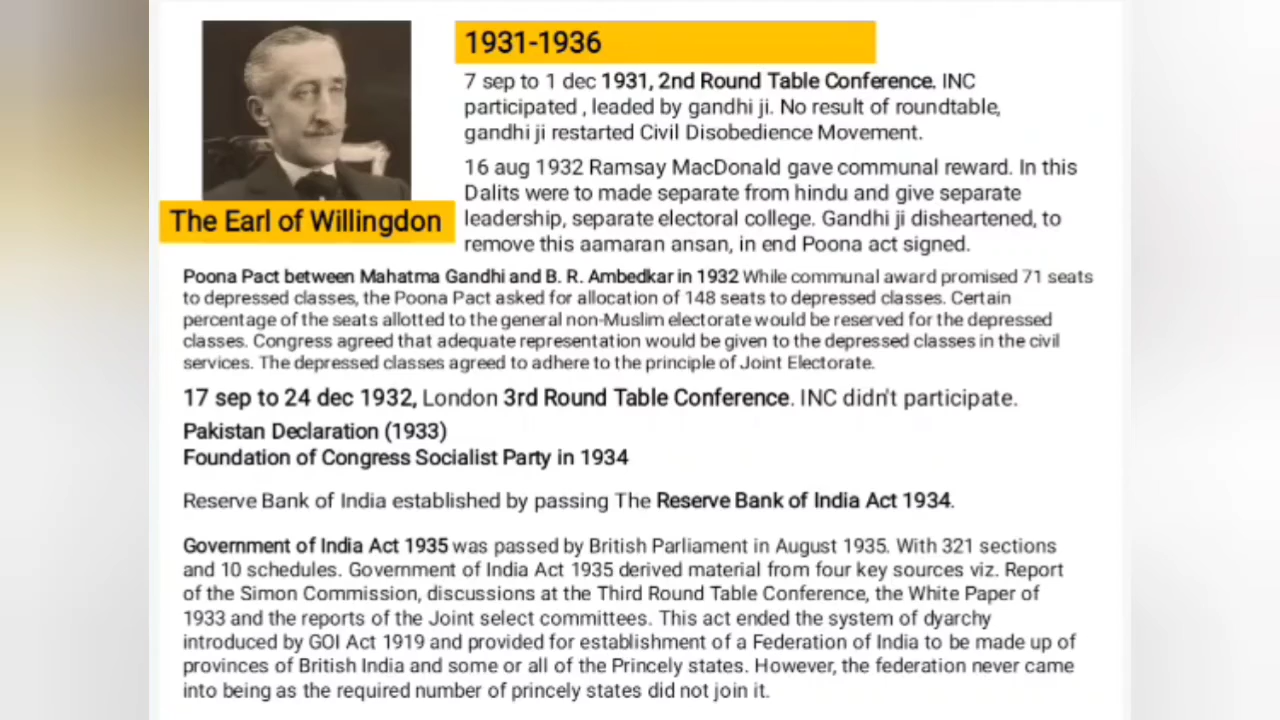 1931-1936
7 sep to 1 dec 1931, 2nd Round Table Conference. INC
participated , leaded by gandhi ji. No result of roundtable,
gandhi ji restarted Civil Disobedience Movement.
16 aug 1932 Ramsay MacDonald gave communal reward. In this
Dalits were to made separate from hindu and give separate
leadership, separate electoral college. Gandhi ji disheartened, to
remove this aamaran ansan, in end Poona act signed.
The Earl of Willingdon
Poona Pact between Mahatma Gandhi and B. R. Ambedkar in 1932 While communal award promised 71 seats
to depressed classes, the Poona Pact asked for allocation of 148 seats to depressed classes. Certain
percentage of the seats allotted to the general non-Muslim electorate would be reserved for the depressed
classes. Congress agreed that adequate representation would be given to the depressed classes in the civil
services. The depressed classes agreed to adhere to the principle of Joint Electorate.
17 sep to 24 dec 1932, London 3rd Round Table Conference. INC didn't participate.
Pakistan Declaration (1933)
Foundation of Congress Socialist Party in 1934
Reserve Bank of India established by passing The Reserve Bank of India Act 1934.
Government of India Act 1935 was passed by British Parliament in August 1935. With 321 sections
and 10 schedules. Government of India Act 1935 derived material from four key sources viz. Report
of the Simon Commission, discussions at the Third Round Table Conference, the White Paper of
1933 and the reports of the Joint select committees. This act ended the system of dyarchy
introduced by GOI Act 1919 and provided for establishment of a Federation of India to be made up of
provinces of British India and some or all of the Princely states. However, the federation never came
into being as the required number of princely states did not join it.